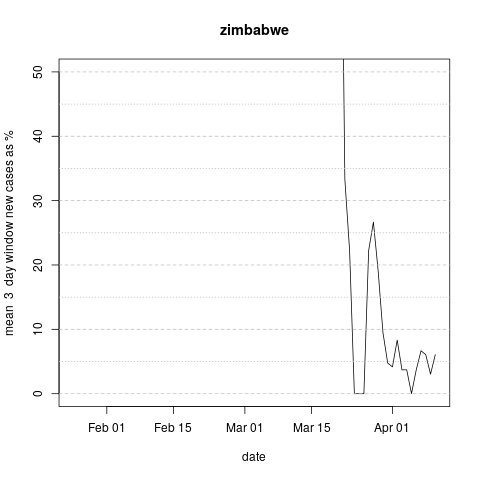 zimbabwe
mean  3  day window new cases as %
50
40
30
20
10
0
Feb 01
Feb 15
Mar 01
Mar 15
Apr 01
date